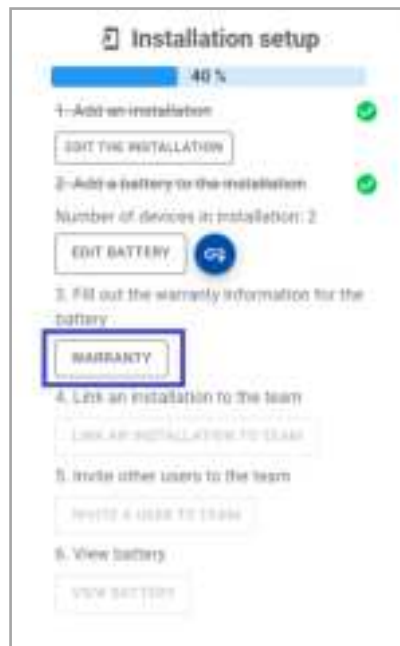 Installation setup
40 %
1. Add an installation
EDIT THE INSTALLATION
2. Add a battery to the installation
Number of devices in installation: 2
EDIT BATTERY
3. Fill out the warranty information for the
battery
WARRANTY
4. Link an installation to the team
LINK AN INSTALLATION TO TEAM
5. Invite other users to the team
INVITE A USER TO TEAM
6. View battery
VIEW BATTERY